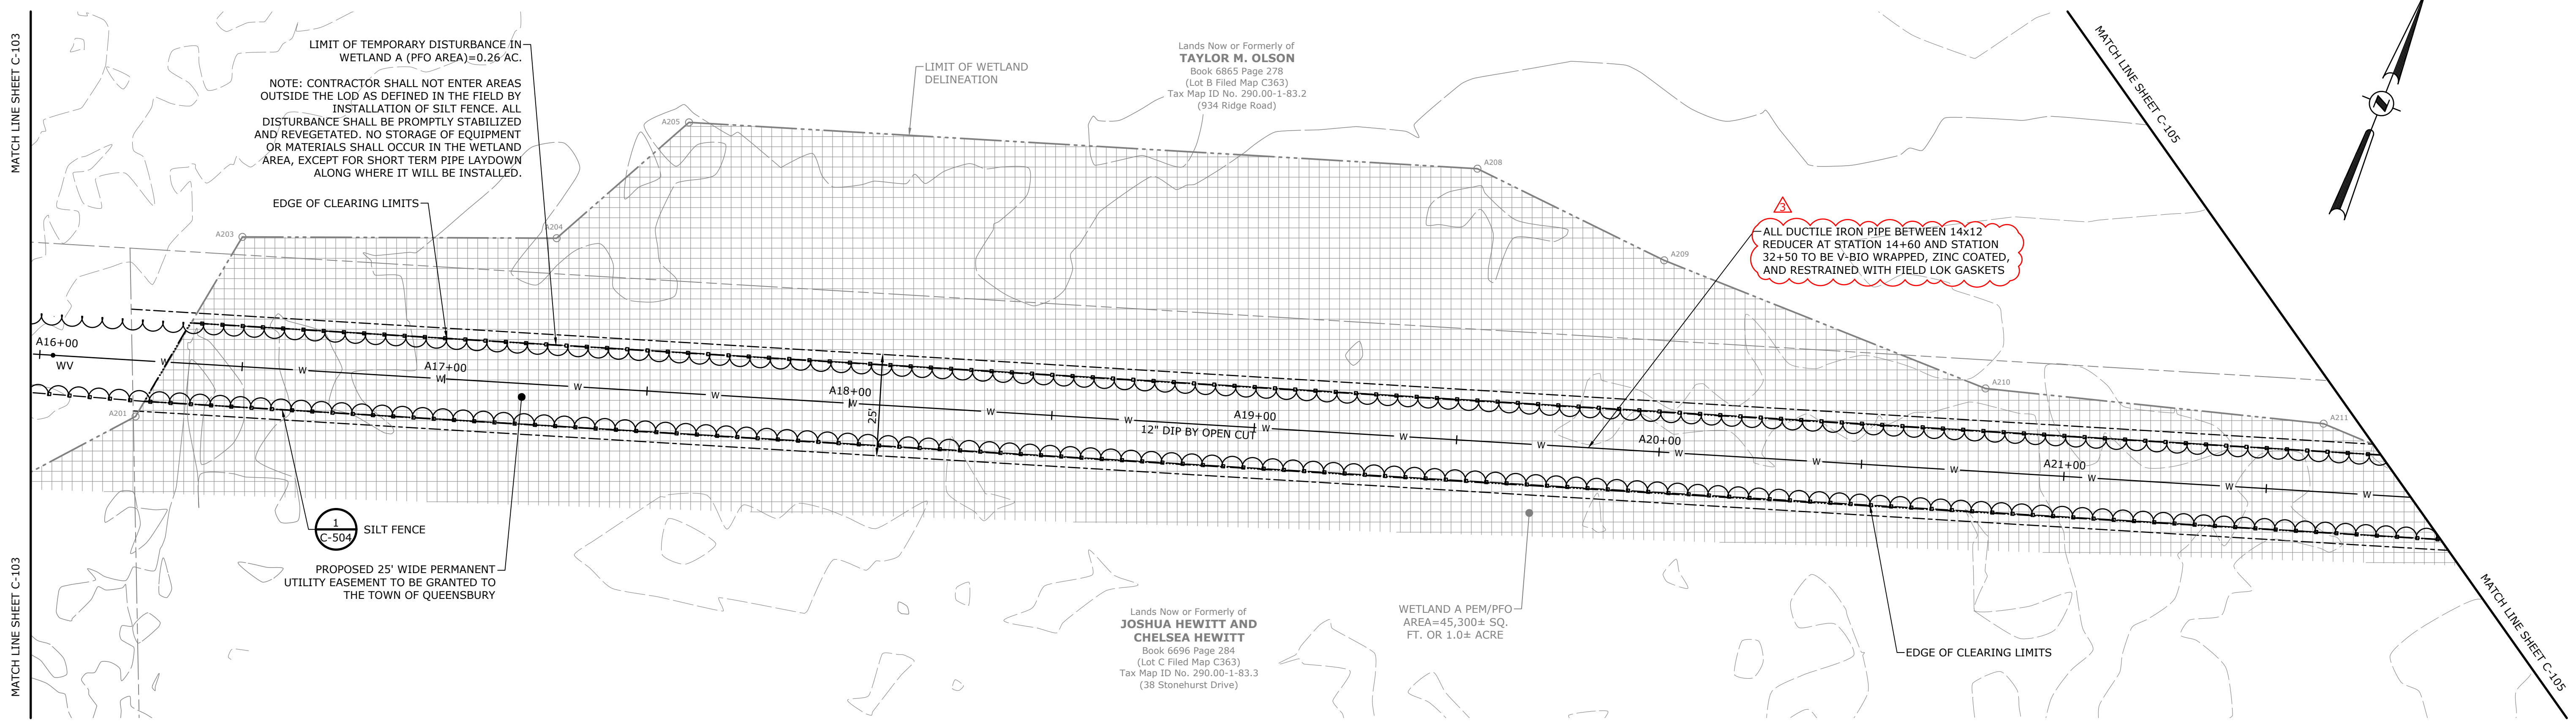 MATCH LINE SHEET C-103
LIMIT OF TEMPORARY DISTURBANCE IN
WETLAND A (PFO AREA)=0.26 AC.
NOTE: CONTRACTOR SHALL NOT ENTER AREAS
OUTSIDE THE LOD AS DEFINED IN THE FIELD BY
INSTALLATION OF SILT FENCE. ALL
DISTURBANCE SHALL BE PROMPTLY STABILIZED
AND REVEGETATED. NO STORAGE OF EQUIPMENT
OR MATERIALS SHALL OCCUR IN THE WETLAND
AREA, EXCEPT FOR SHORT TERM PIPE LAYDOWN
ALONG WHERE IT WILL BE INSTALLED.
EDGE OF CLEARING LIMITS
LIMIT OF WETLAND
DELINEATION
Lands Now or Formerly of
TAYLOR M. OLSON
Book 6865 Page 278
(Lot B Filed Map C363)
Tax Map ID No. 290.00-1-83.2
(934 Ridge Road)
MATCH LINE SHEET C-105
N
3
ALL DUCTILE IRON PIPE BETWEEN 14x12
REDUCER AT STATION 14+60 AND STATION
32+50 TO BE V-BIO WRAPPED, ZINC COATED,
AND RESTRAINED WITH FIELD LOK GASKETS
A205
A208
A203
A204
A209
A210
A211
A201
A16+00
WV
A17+00
A18+00
A19+00
A20+00
A21+00
W W W W W W W W W W W W W W W W W
25'
12" DIP BY OPEN CUT
1
C-504
SILT FENCE
PROPOSED 25' WIDE PERMANENT
UTILITY EASEMENT TO BE GRANTED TO
THE TOWN OF QUEENSBURY
Lands Now or Formerly of
JOSHUA HEWITT AND
CHELSEA HEWITT
Book 6696 Page 284
(Lot C Filed Map C363)
Tax Map ID No. 290.00-1-83.3
(38 Stonehurst Drive)
WETLAND A PEM/PFO
AREA=45,300± SQ.
FT. OR 1.0± ACRE
EDGE OF CLEARING LIMITS
MATCH LINE SHEET C-103
MATCH LINE SHEET C-105